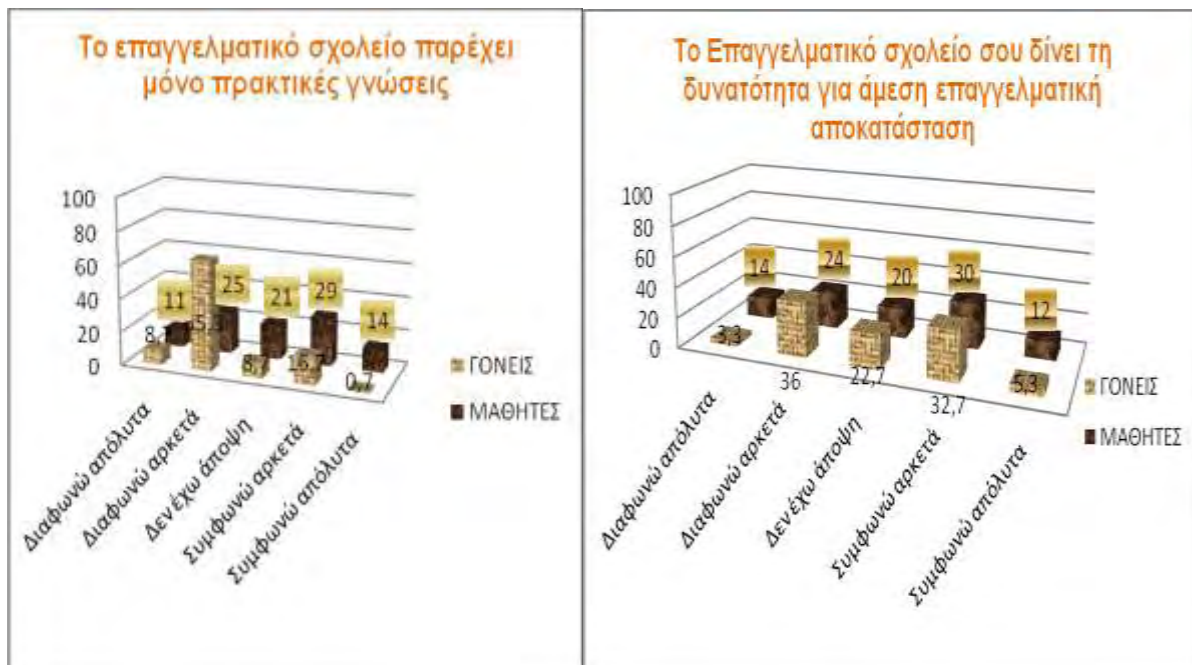 Το επαγγελματικό σχολείο παρέχει
μόνο πρακτικές γνώσεις
100
80
60
40
20
0
11
25
21
29
14
8,7
16,7
0,7
Διαφωνώ απόλυτα
Διαφωνώ αρκετά
Δεν έχω άποψη
Συμφωνώ αρκετά
Συμφωνώ απόλυτα
ΓΟΝΕΙΣ
ΜΑΘΗΤΕΣ
Το Επαγγελματικό σχολείο σου δίνει τη
δυνατότητα για άμεση επαγγελματική
αποκατάσταση
100
80
60
40
20
0
14
24
20
30
12
3,3
36
22,7
32,7
5,3
Διαφωνώ απόλυτα
Διαφωνώ αρκετά
Δεν έχω άποψη
Συμφωνώ αρκετά
Συμφωνώ απόλυτα
ΓΟΝΕΙΣ
ΜΑΘΗΤΕΣ